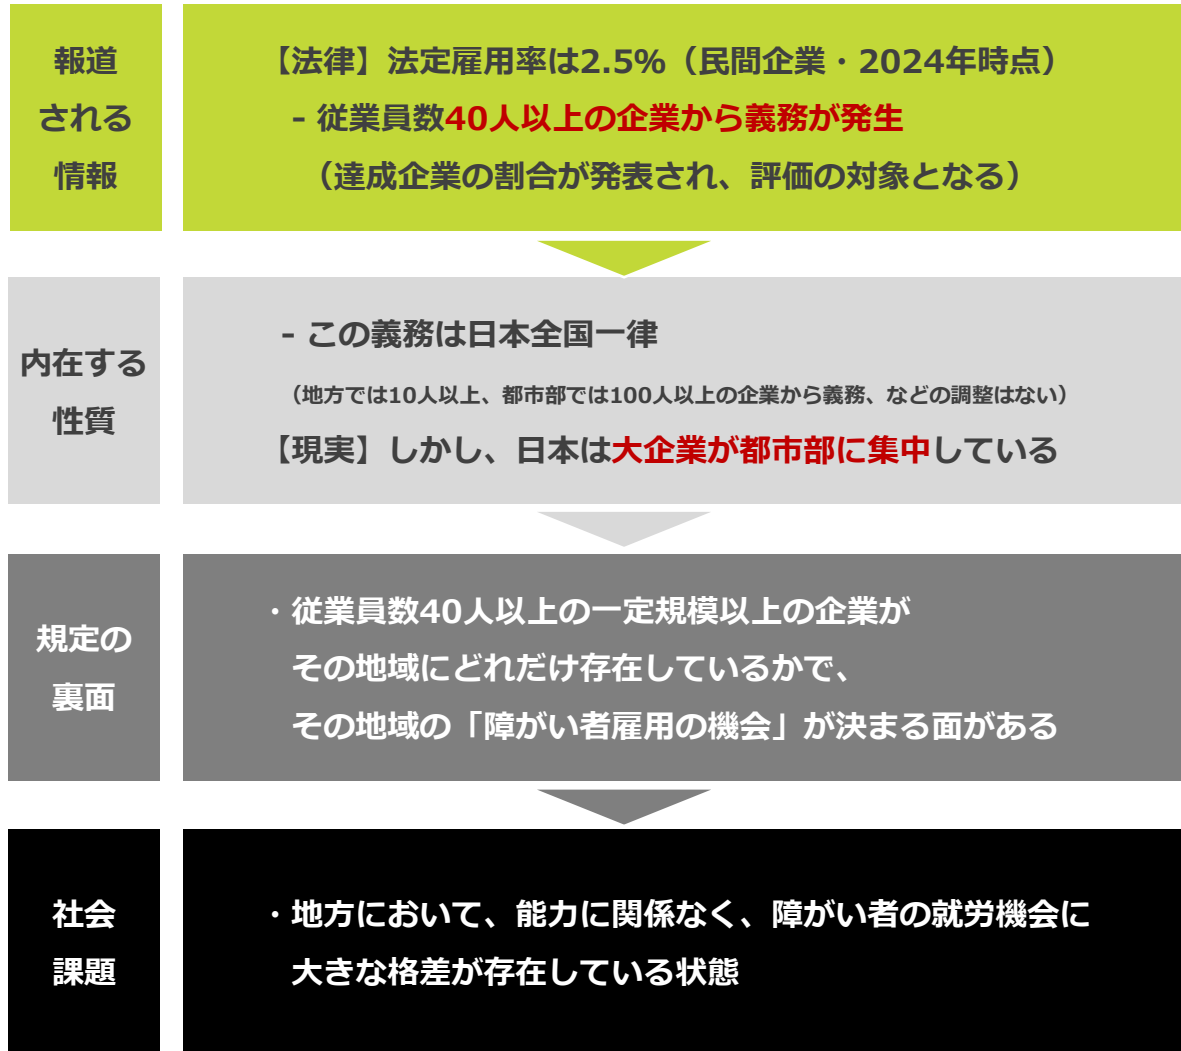 報道
される
情報
【法律】法定雇用率は2.5%（民間企業・2024年時点）
- 従業員数40人以上の企業から義務が発生
（達成企業の割合が発表され、評価の対象となる）
内在する
性質
- この義務は日本全国一律
（地方では10人以上、都市部では100人以上の企業から義務、などの調整はない）
【現実】しかし、日本は大企業が都市部に集中している
規定の
裏面
・従業員数40人以上の一定規模以上の企業が
その地域にどれだけ存在しているかで、
その地域の「障がい者雇用の機会」が決まる面がある
社会
課題
・地方において、能力に関係なく、障がい者の就労機会に
大きな格差が存在している状態